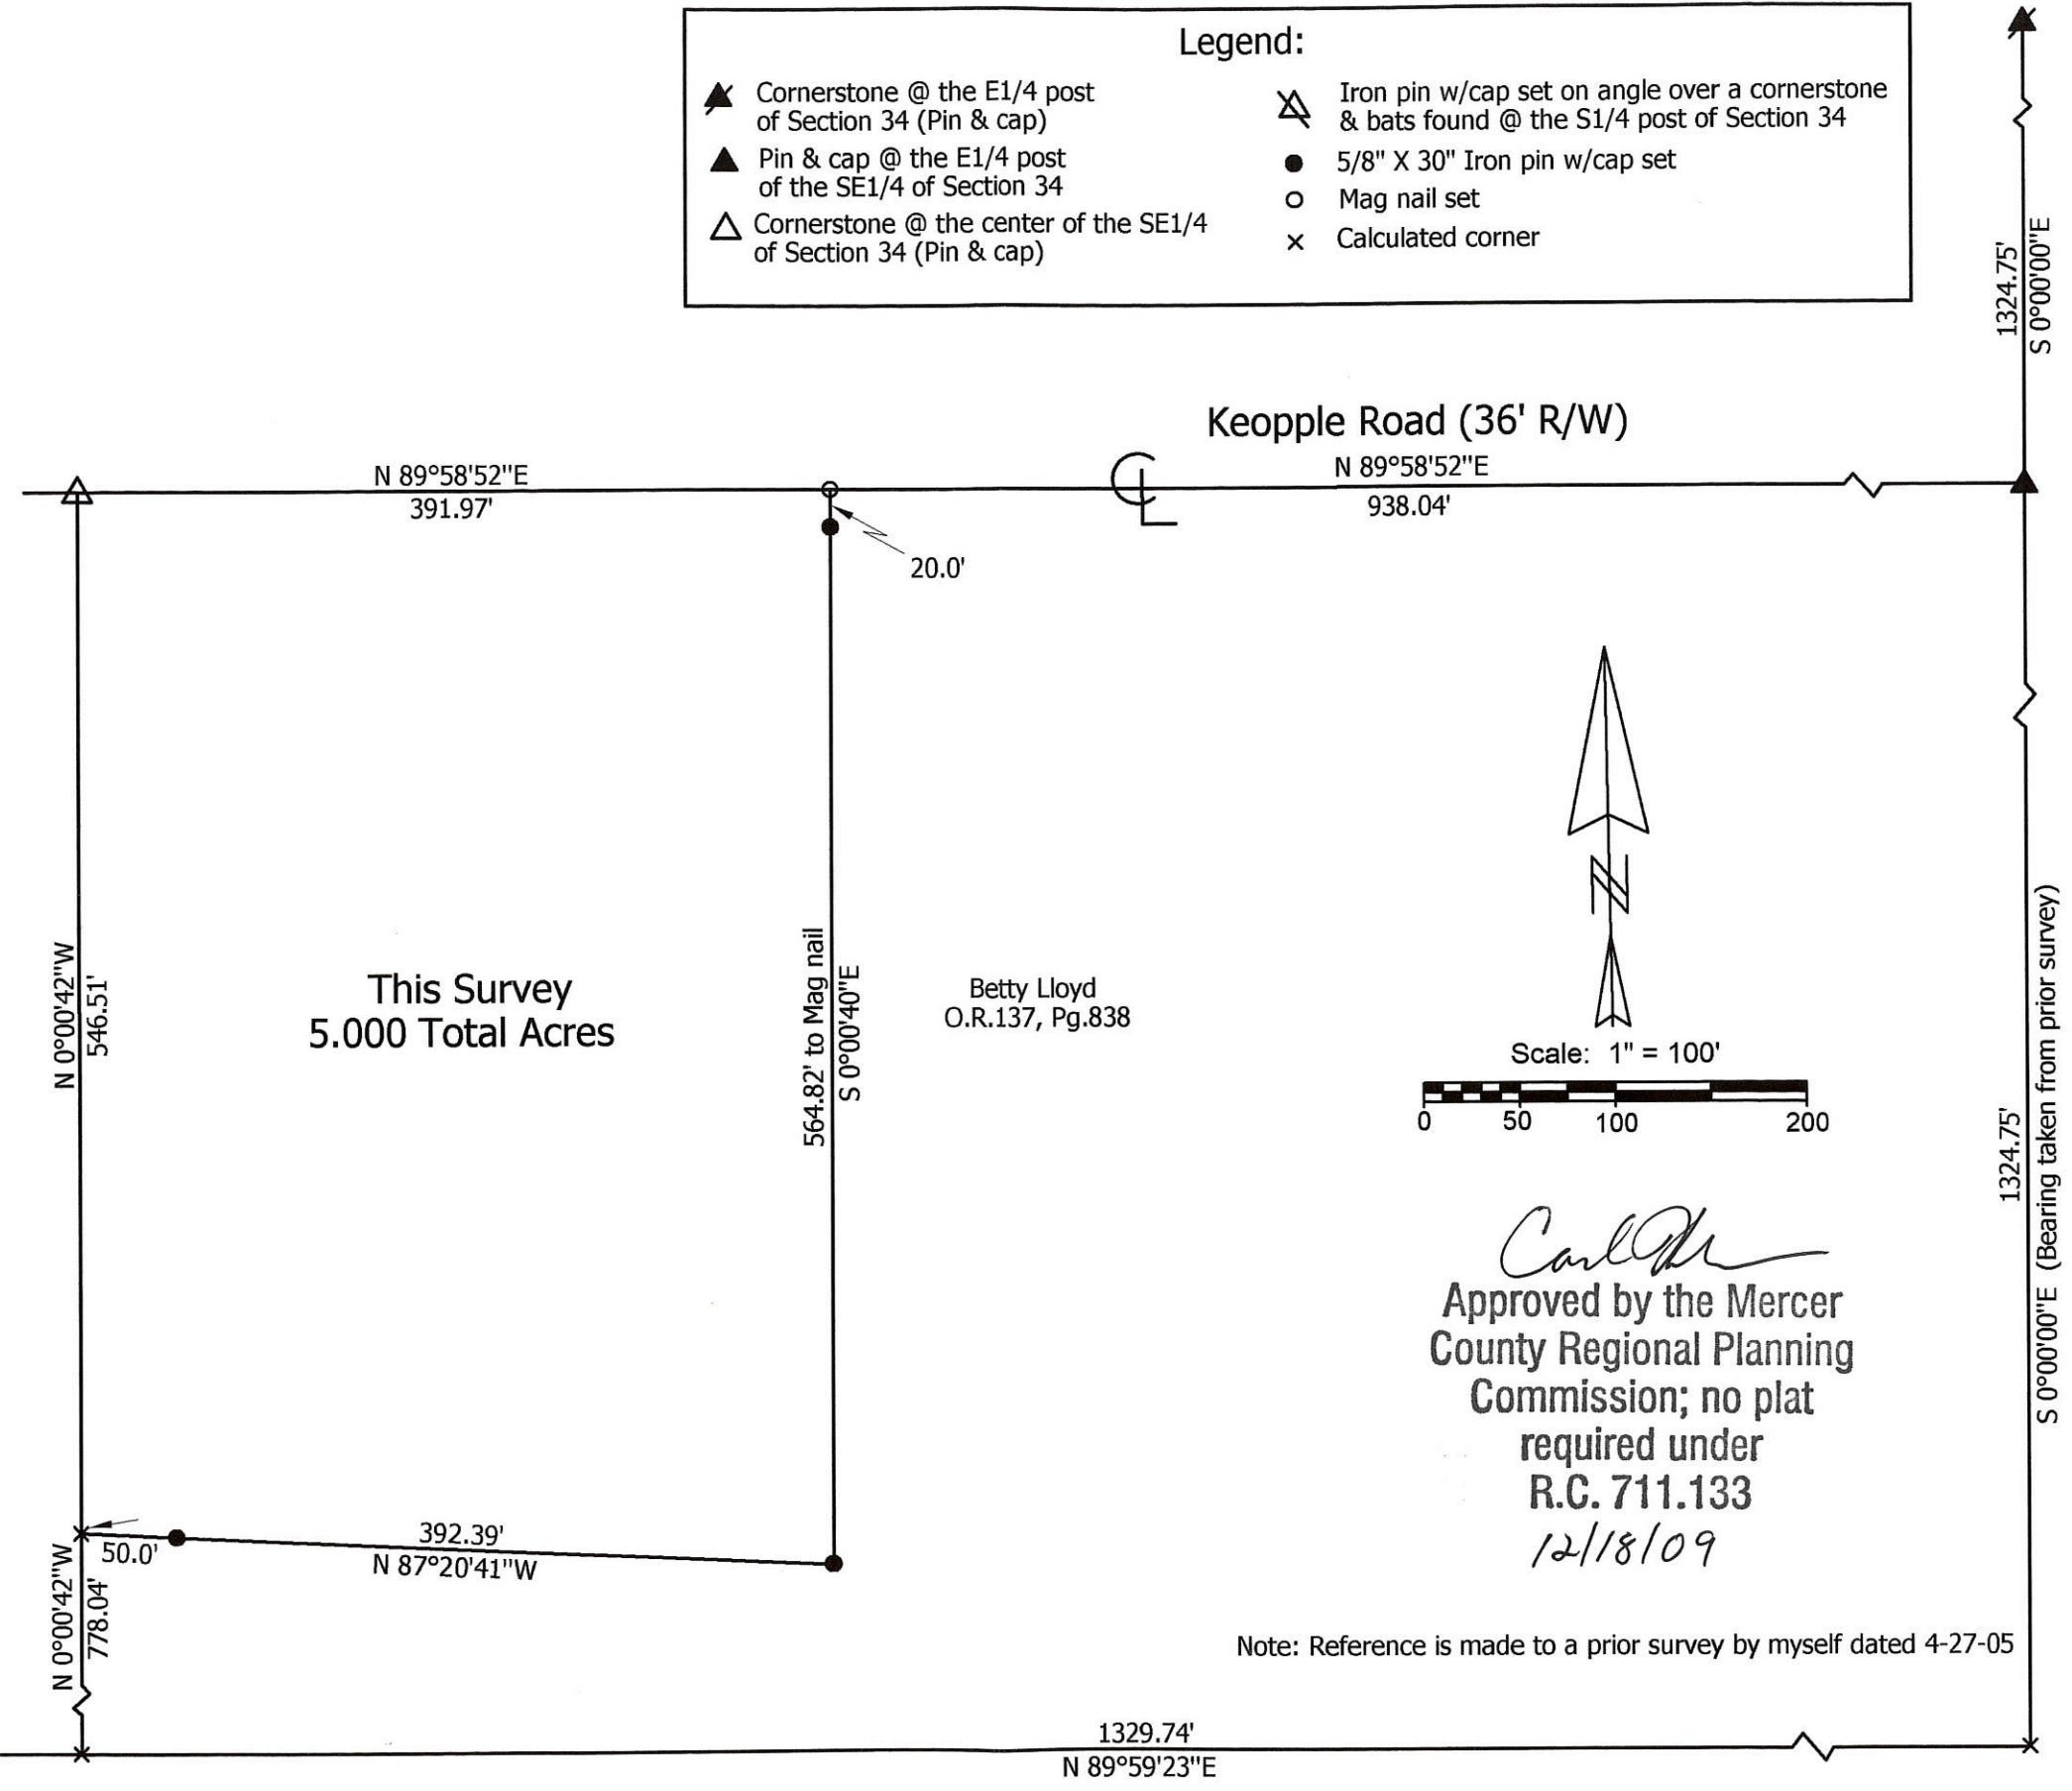 Legend:
Cornerstone @ the E1/4 post
of Section 34 (Pin & cap)
Pin & cap @ the E1/4 post
of the SE1/4 of Section 34
Cornerstone @ the center of the SE1/4
of Section 34 (Pin & cap)
Iron pin w/cap set on angle over a cornerstone
& bats found @ the S1/4 post of Section 34
5/8" X 30" Iron pin w/cap set
Mag nail set
Calculated corner
1324.75'
S 0°00'00"E
Keopple Road (36' R/W)
N 89°58'52"E
391.97'
CL
N 89°58'52"E
938.04'
20.0'
N 0°00'42"W
546.51'
This Survey
5.000 Total Acres
564.82' to Mag nail
S 0°00'40"E
Betty Lloyd
O.R.137, Pg.838
N
Scale: 1" = 100'
0 50 100 200
1324.75'
S 0°00'00"E (Bearing taken from prior survey)
Approved by the Mercer
County Regional Planning
Commission; no plat
required under
R.C. 711.133
12/18/09
50.0'
392.39'
N 87°20'41"W
N 0°00'42"W
778.04'
Note: Reference is made to a prior survey by myself dated 4-27-05
1329.74'
N 89°59'23"E